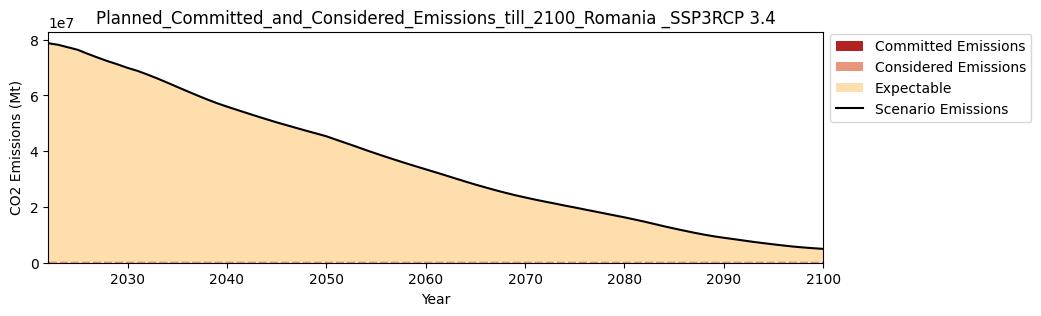 Planned_Committed_and_Considered_Emissions_till_2100_Romania _SSP3RCP 3.4
1e7
8
6
4
2
0
CO2 Emissions (Mt)
2030 2040 2050 2060 2070 2080 2090 2100
Year
Committed Emissions
Considered Emissions
Expectable
Scenario Emissions